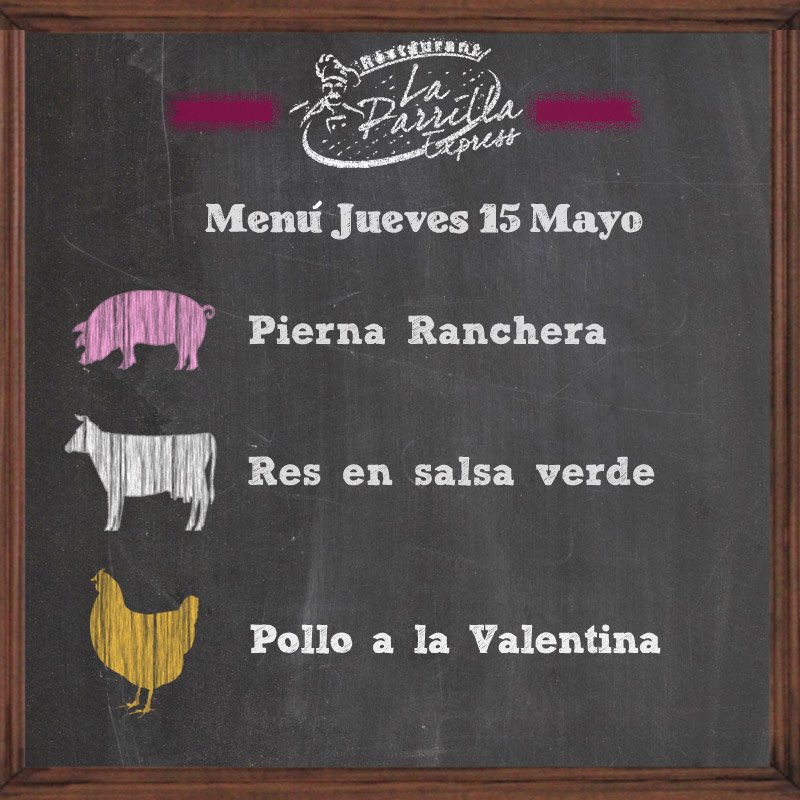 Restaurant
La
Parrilla
Express
Menú Jueves 15 Mayo
Pierna Ranchera
Res en salsa verde
Pollo a la Valentina